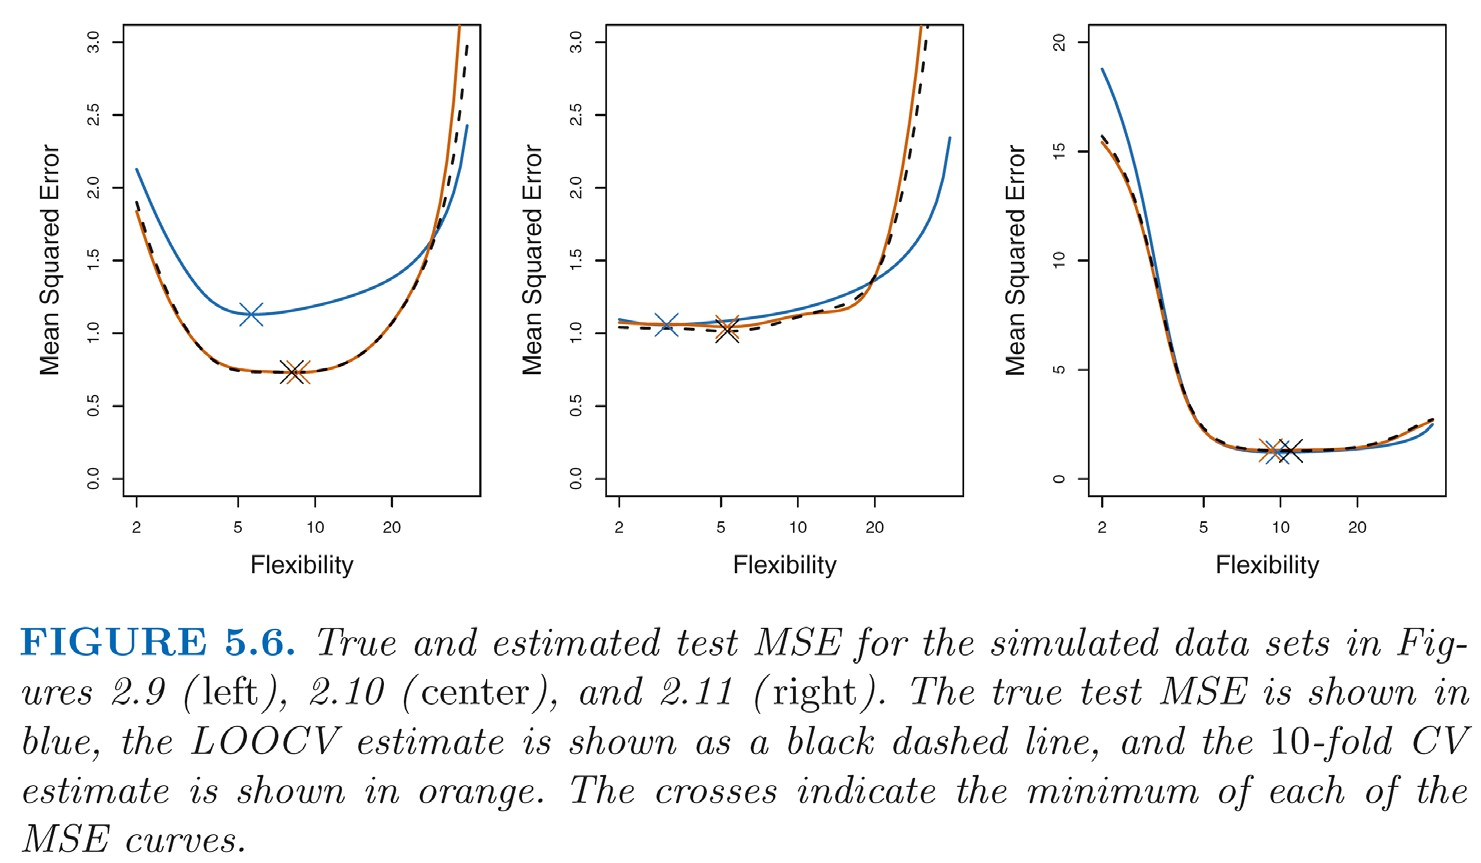 3.0
2.5
2.0
1.5
1.0
0.5
0.0
Mean Squared Error
2 5 10 20
Flexibility
3.0
2.5
2.0
1.5
1.0
0.5
0.0
Mean Squared Error
2 5 10 20
Flexibility
20
15
10
5
0
Mean Squared Error
2 5 10 20
Flexibility
FIGURE 5.6. True and estimated test MSE for the simulated data sets in Fig-
ures 2.9 (left), 2.10 (center), and 2.11 (right). The true test MSE is shown in
blue, the LOOCV estimate is shown as a black dashed line, and the 10-fold CV
estimate is shown in orange. The crosses indicate the minimum of each of the
MSE curves.